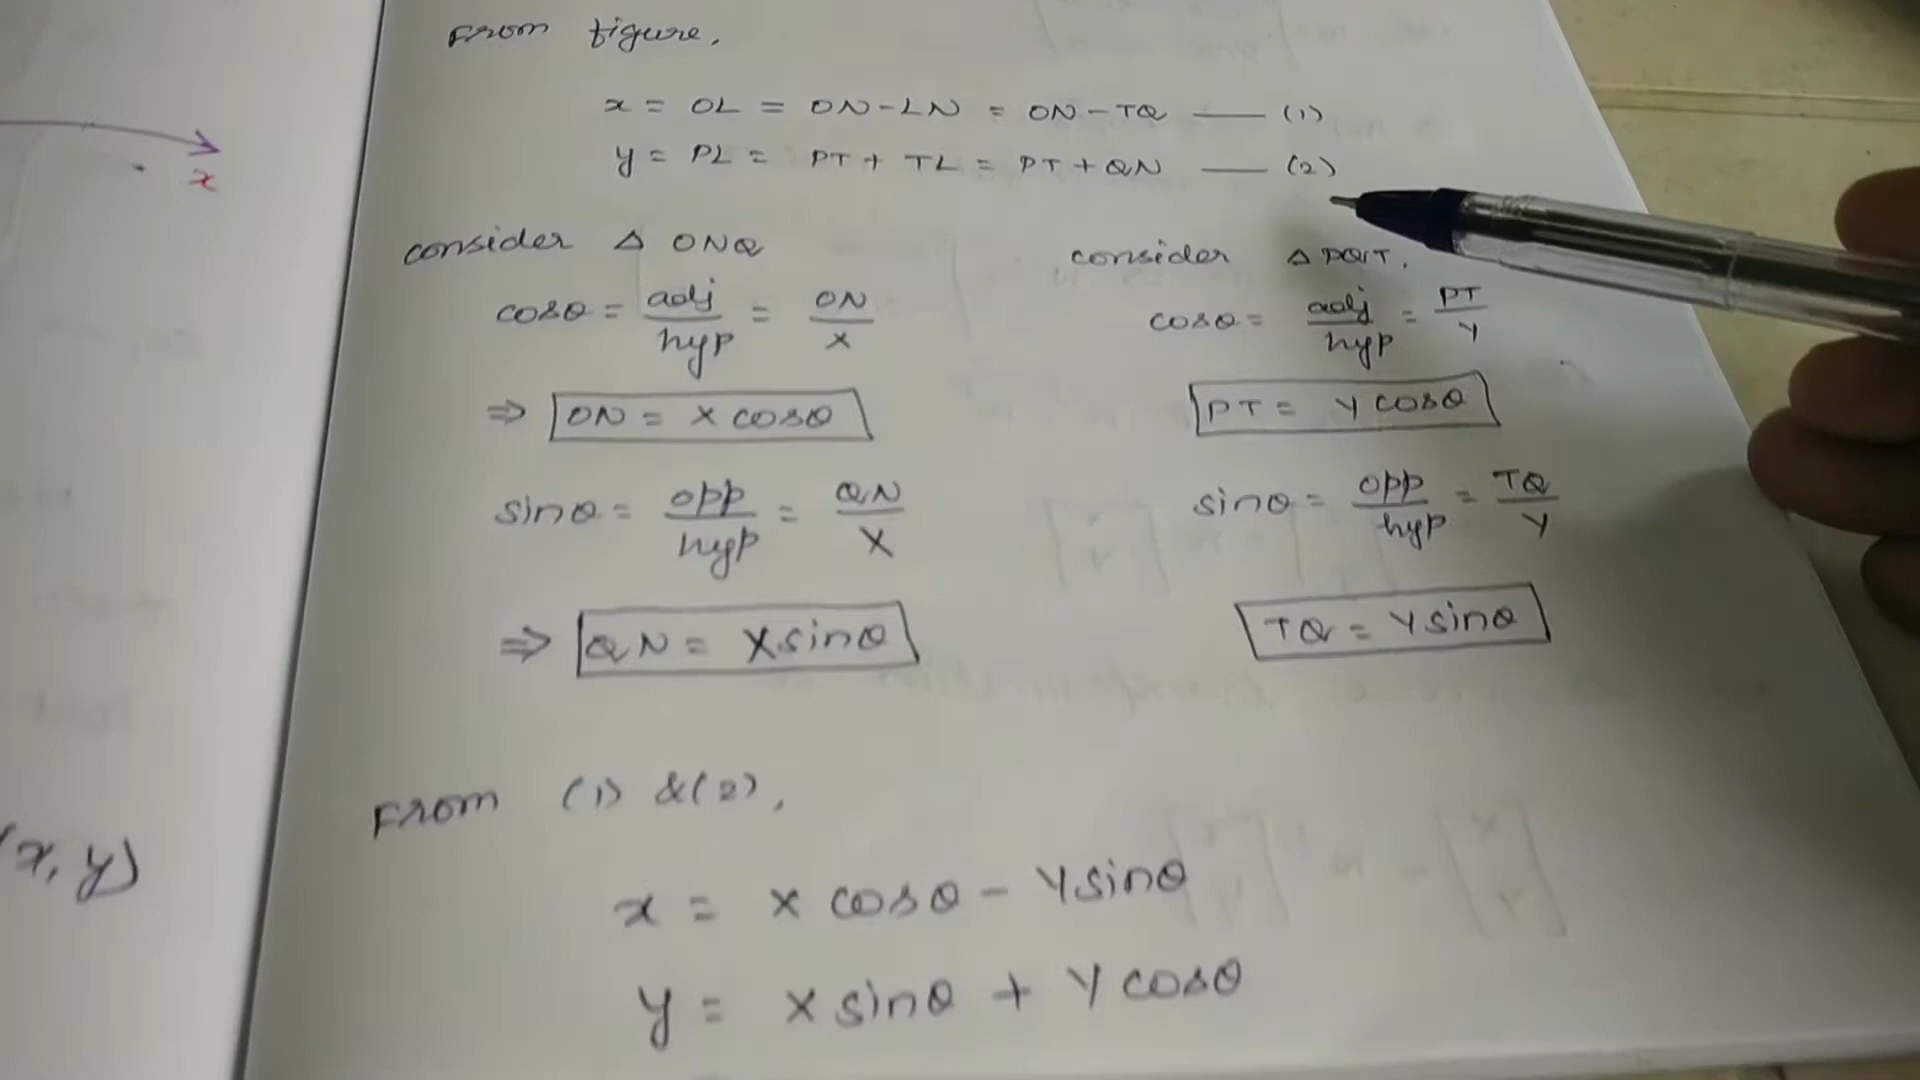 From figure,
x = OL = ON - LN = ON - TQ —— (1)
y = PL = PT + TL = PT + QN —— (2)
consider Δ ONQ
cosθ = adj/hyp = ON/X
⇒ ON = X cosθ
sinθ = opp/hyp = QN/X
⇒ QN = X sinθ
consider Δ PQT,
cosθ = adj/hyp = PT/Y
PT = Y cosθ
sinθ = opp/hyp = TQ/Y
TQ = Y sinθ
From (1) & (2),
x = X cosθ - Y sinθ
y = X sinθ + Y cosθ
x
(x, y)